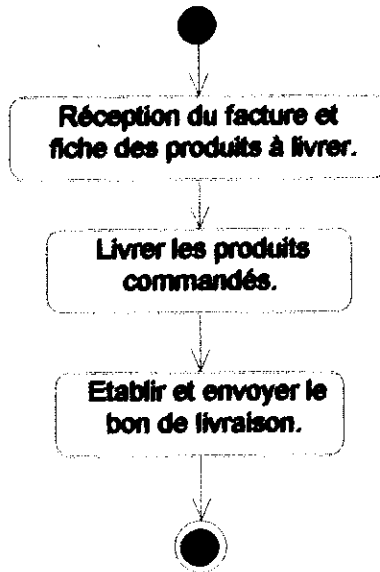 Réception du facture et
fiche des produits à livrer.
Livrer les produits
commandés.
Etablir et envoyer le
bon de livraison.